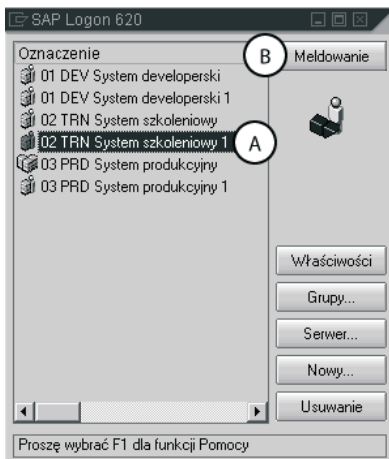 SAP Logon 620
Oznaczenie
B
Meldowanie
01 DEV System developerski
01 DEV System developerski 1
02 TRN System szkoleniowy
02 TRN System szkoleniowy 1
A
03 PRD System produkcyjny
03 PRD System produkcyjny 1
Właściwości
Grupy...
Serwer...
Nowy...
Usuwanie
Proszę wybrać F1 dla funkcji Pomocy